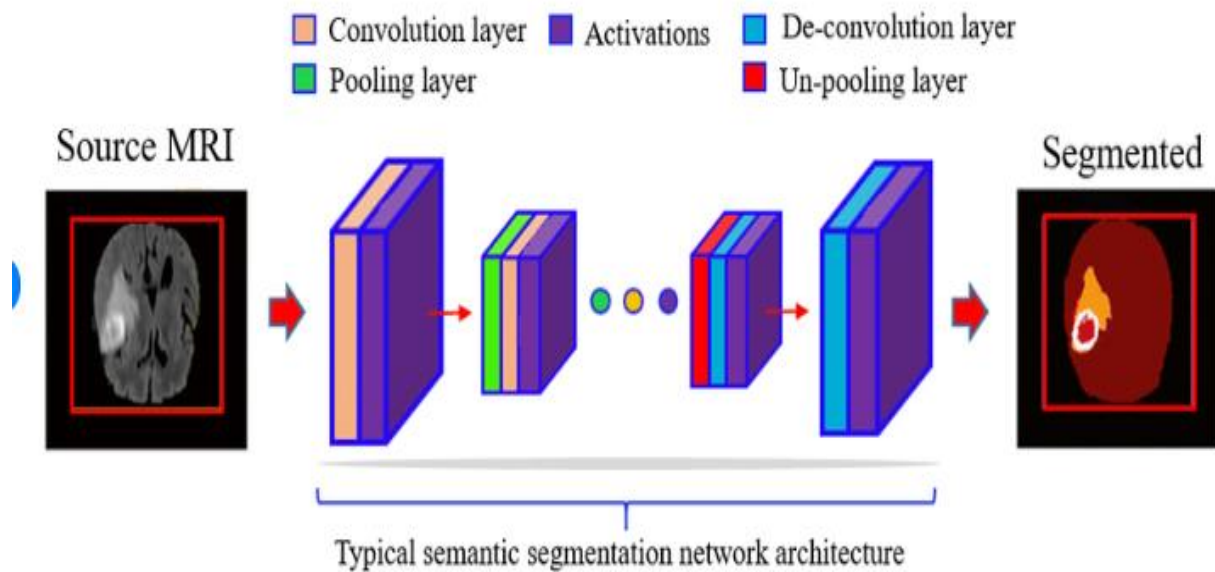 Convolution layer Activations De-convolution layer
Pooling layer Un-pooling layer
Source MRI
Segmented
Typical semantic segmentation network architecture